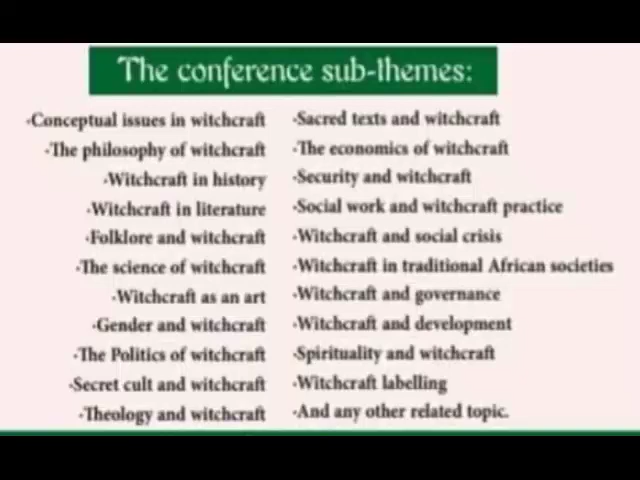 The conference sub-themes:
·Conceptual issues in witchcraft
·The philosophy of witchcraft
·Witchcraft in history
·Witchcraft in literature
·Folklore and witchcraft
·The science of witchcraft
·Witchcraft as an art
·Gender and witchcraft
·The Politics of witchcraft
·Secret cult and witchcraft
·Theology and witchcraft
·Sacred texts and witchcraft
·The economics of witchcraft
·Security and witchcraft
·Social work and witchcraft practice
·Witchcraft and social crisis
·Witchcraft in traditional African societies
·Witchcraft and governance
·Witchcraft and development
·Spirituality and witchcraft
·Witchcraft labelling
·And any other related topic.